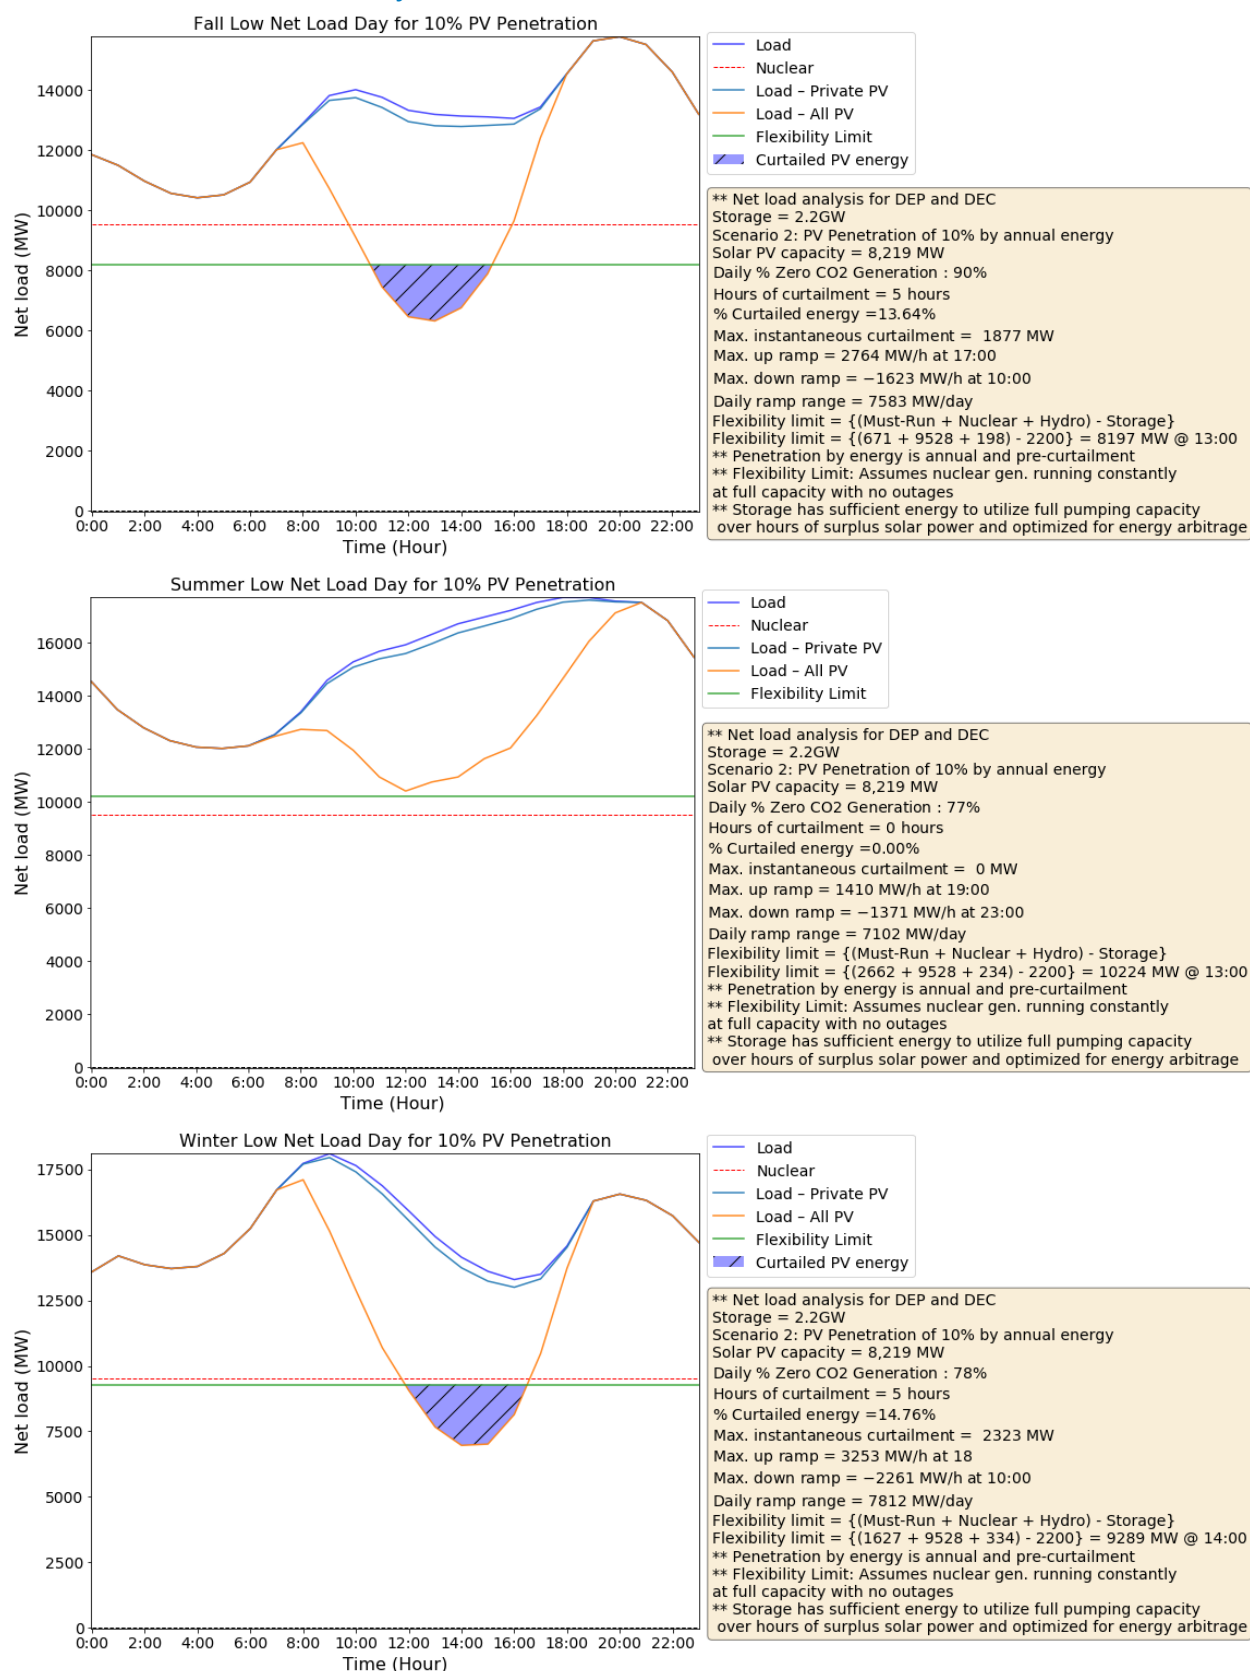 Fall Low Net Load Day for 10% PV Penetration
Net load (MW)
14000
12000
10000
8000
6000
4000
2000
0
0:00 2:00 4:00 6:00 8:00 10:00 12:00 14:00 16:00 18:00 20:00 22:00
Time (Hour)
Load
Nuclear
Load – Private PV
Load – All PV
Flexibility Limit
Curtailed PV energy
** Net load analysis for DEP and DEC
Storage = 2.2GW
Scenario 2: PV Penetration of 10% by annual energy
Solar PV capacity = 8,219 MW
Daily % Zero CO2 Generation : 90%
Hours of curtailment = 5 hours
% Curtailed energy =13.64%
Max. instantaneous curtailment =  1877 MW
Max. up ramp = 2764 MW/h at 17:00
Max. down ramp = −1623 MW/h at 10:00
Daily ramp range = 7583 MW/day
Flexibility limit = {(Must-Run + Nuclear + Hydro) - Storage}
Flexibility limit = {(671 + 9528 + 198) - 2200} = 8197 MW @ 13:00
** Penetration by energy is annual and pre-curtailment
** Flexibility Limit: Assumes nuclear gen. running constantly
at full capacity with no outages
** Storage has sufficient energy to utilize full pumping capacity
over hours of surplus solar power and optimized for energy arbitrage
Summer Low Net Load Day for 10% PV Penetration
Net load (MW)
16000
14000
12000
10000
8000
6000
4000
2000
0
0:00 2:00 4:00 6:00 8:00 10:00 12:00 14:00 16:00 18:00 20:00 22:00
Time (Hour)
Load
Nuclear
Load – Private PV
Load – All PV
Flexibility Limit
** Net load analysis for DEP and DEC
Storage = 2.2GW
Scenario 2: PV Penetration of 10% by annual energy
Solar PV capacity = 8,219 MW
Daily % Zero CO2 Generation : 77%
Hours of curtailment = 0 hours
% Curtailed energy =0.00%
Max. instantaneous curtailment =  0 MW
Max. up ramp = 1410 MW/h at 19:00
Max. down ramp = −1371 MW/h at 23:00
Daily ramp range = 7102 MW/day
Flexibility limit = {(Must-Run + Nuclear + Hydro) - Storage}
Flexibility limit = {(2662 + 9528 + 234) - 2200} = 10224 MW @ 13:00
** Penetration by energy is annual and pre-curtailment
** Flexibility Limit: Assumes nuclear gen. running constantly
at full capacity with no outages
** Storage has sufficient energy to utilize full pumping capacity
over hours of surplus solar power and optimized for energy arbitrage
Winter Low Net Load Day for 10% PV Penetration
Net load (MW)
17500
15000
12500
10000
7500
5000
2500
0
0:00 2:00 4:00 6:00 8:00 10:00 12:00 14:00 16:00 18:00 20:00 22:00
Time (Hour)
Load
Nuclear
Load – Private PV
Load – All PV
Flexibility Limit
Curtailed PV energy
** Net load analysis for DEP and DEC
Storage = 2.2GW
Scenario 2: PV Penetration of 10% by annual energy
Solar PV capacity = 8,219 MW
Daily % Zero CO2 Generation : 78%
Hours of curtailment = 5 hours
% Curtailed energy =14.76%
Max. instantaneous curtailment =  2323 MW
Max. up ramp = 3253 MW/h at 18
Max. down ramp = −2261 MW/h at 10:00
Daily ramp range = 7812 MW/day
Flexibility limit = {(Must-Run + Nuclear + Hydro) - Storage}
Flexibility limit = {(1627 + 9528 + 334) - 2200} = 9289 MW @ 14:00
** Penetration by energy is annual and pre-curtailment
** Flexibility Limit: Assumes nuclear gen. running constantly
at full capacity with no outages
** Storage has sufficient energy to utilize full pumping capacity
over hours of surplus solar power and optimized for energy arbitrage